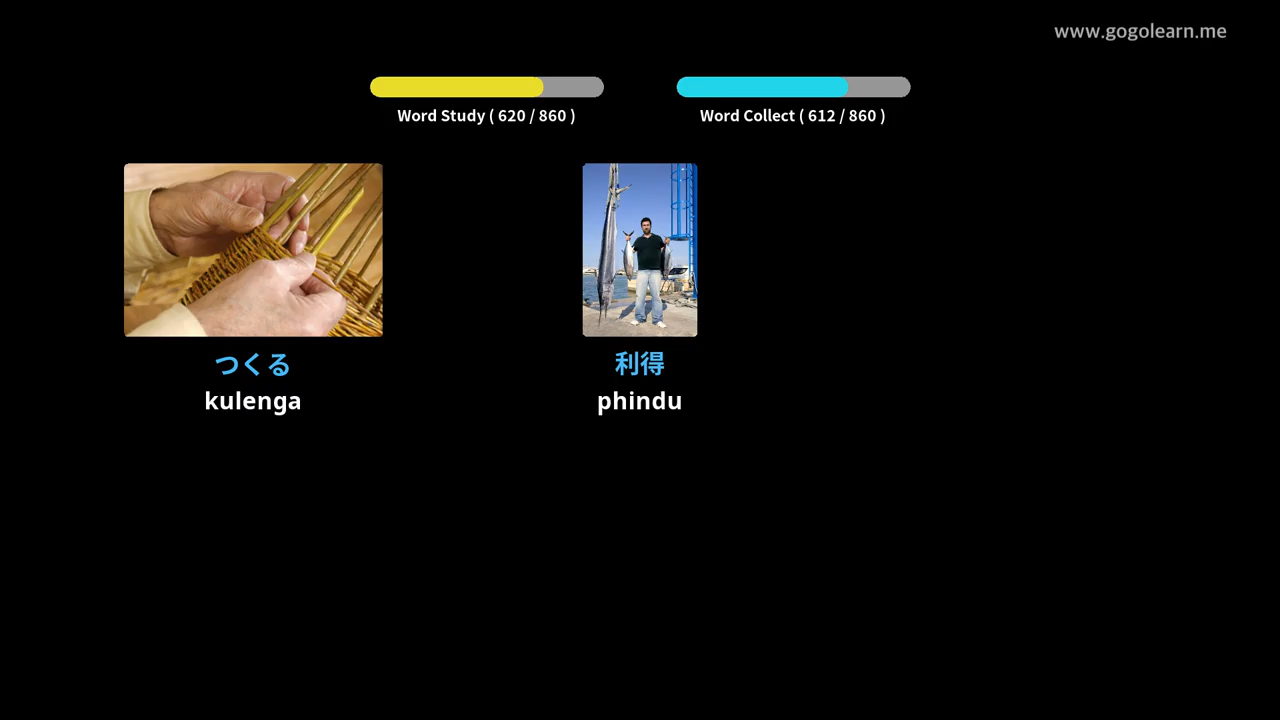 www.gogolearn.me
Word Study ( 620 / 860 )
Word Collect ( 612 / 860 )
つくる
kulenga
利得
phindu